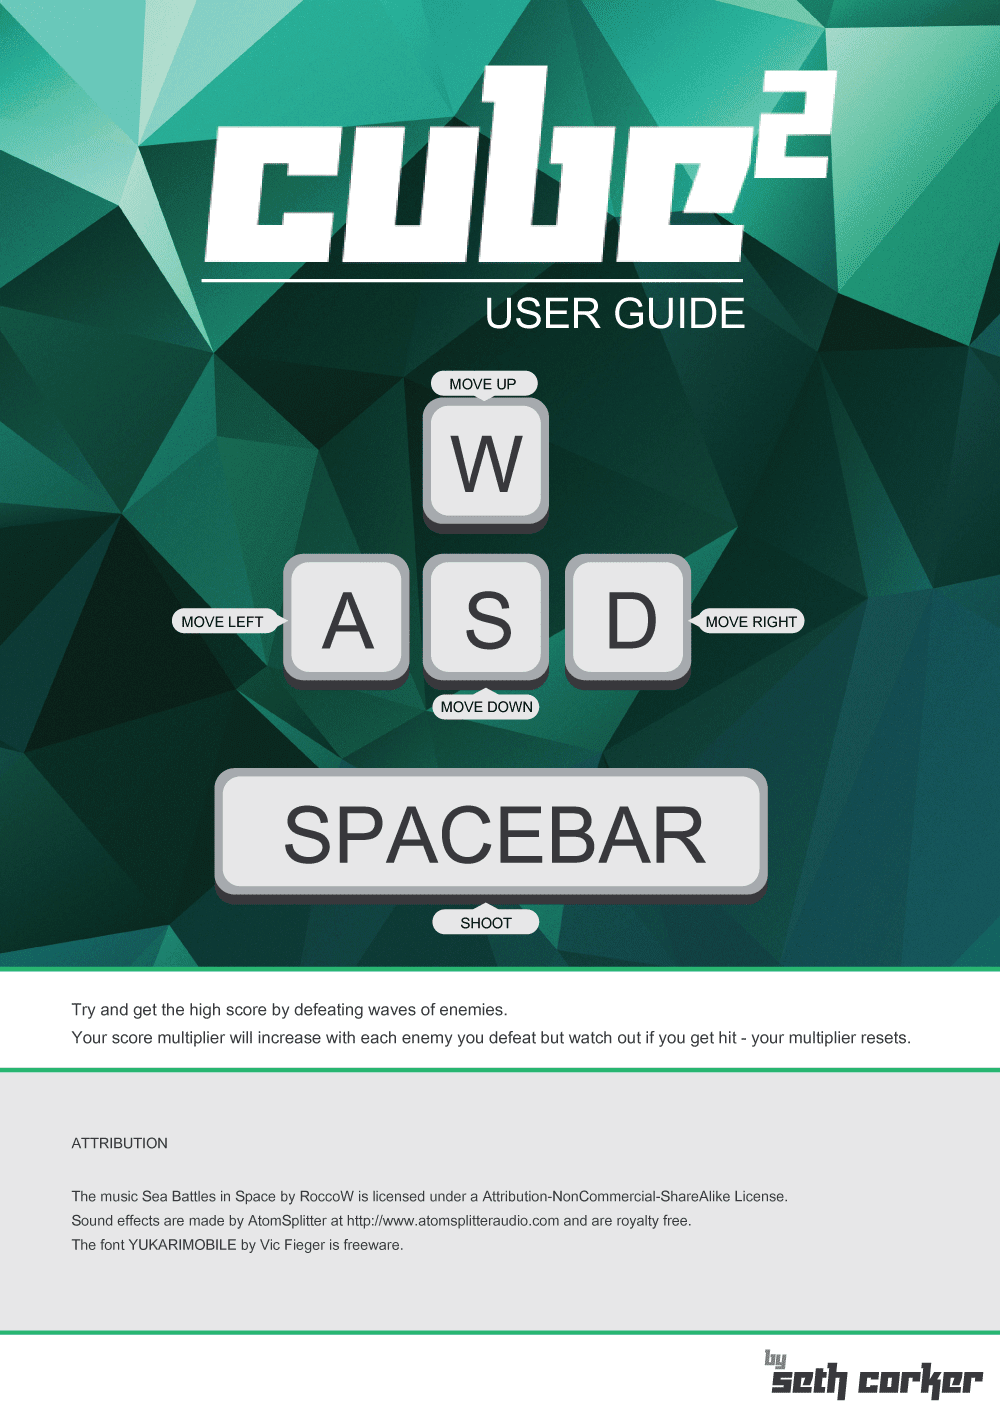 cube²
USER GUIDE
MOVE UP
W
A
S
D
MOVE LEFT
MOVE RIGHT
MOVE DOWN
SPACEBAR
SHOOT
Try and get the high score by defeating waves of enemies.
Your score multiplier will increase with each enemy you defeat but watch out if you get hit - your multiplier resets.
ATTRIBUTION
The music Sea Battles in Space by RoccoW is licensed under a Attribution-NonCommercial-ShareAlike License.
Sound effects are made by AtomSplitter at http://www.atomsplitteraudio.com and are royalty free.
The font YUKARIMOBILE by Vic Fieger is freeware.
by
seth corker